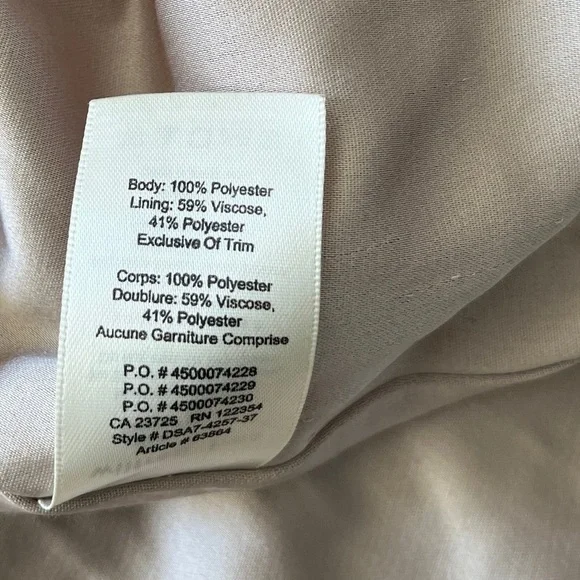 Body: 100% Polyester
Lining: 59% Viscose,
41% Polyester
Exclusive Of Trim
Corps: 100% Polyester
Doublure: 59% Viscose,
41% Polyester
Aucune Garniture Comprise
P.O. # 4500074228
P.O. # 4500074229
P.O. # 4500074230
CA 23725 RN 122354
Style # DSA7-4257-37
Article # 63864